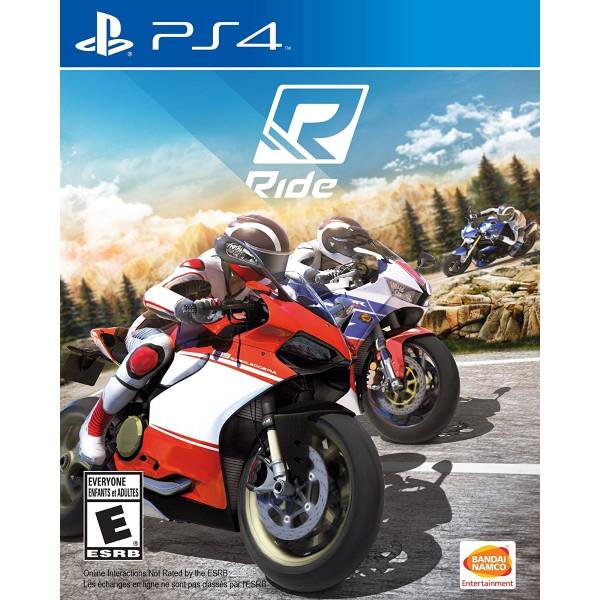 PS4™
Ride
EVERYONE
ENFANTS et ADULTES
E
ESRB
Online Interactions Not Rated by the ESRB
Les échanges en ligne ne sont pas classés par l'ESRB
BANDAI
NAMCO
Entertainment